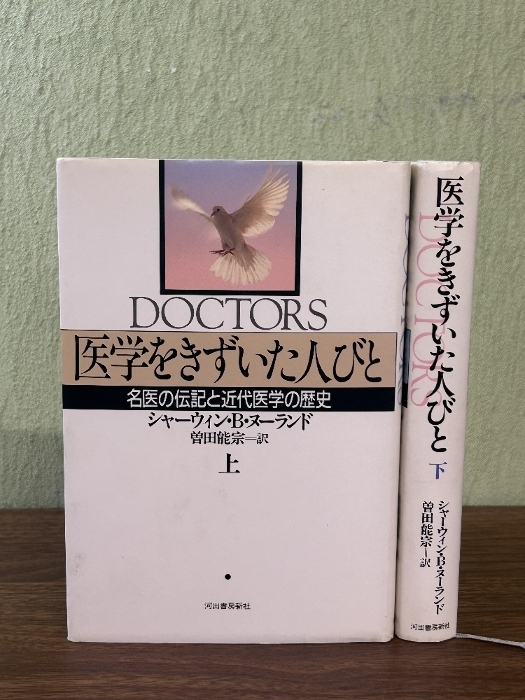 DOCTORS
医学をきずいた人びと
名医の伝記と近代医学の歴史
シャーウィン・B・ヌーランド
曽田能宗=訳
上
河出書房新社
DOCTORS
医学をきずいた人びと
下
シャーウィン・B・ヌーランド
曽田能宗=訳
河出書房新社